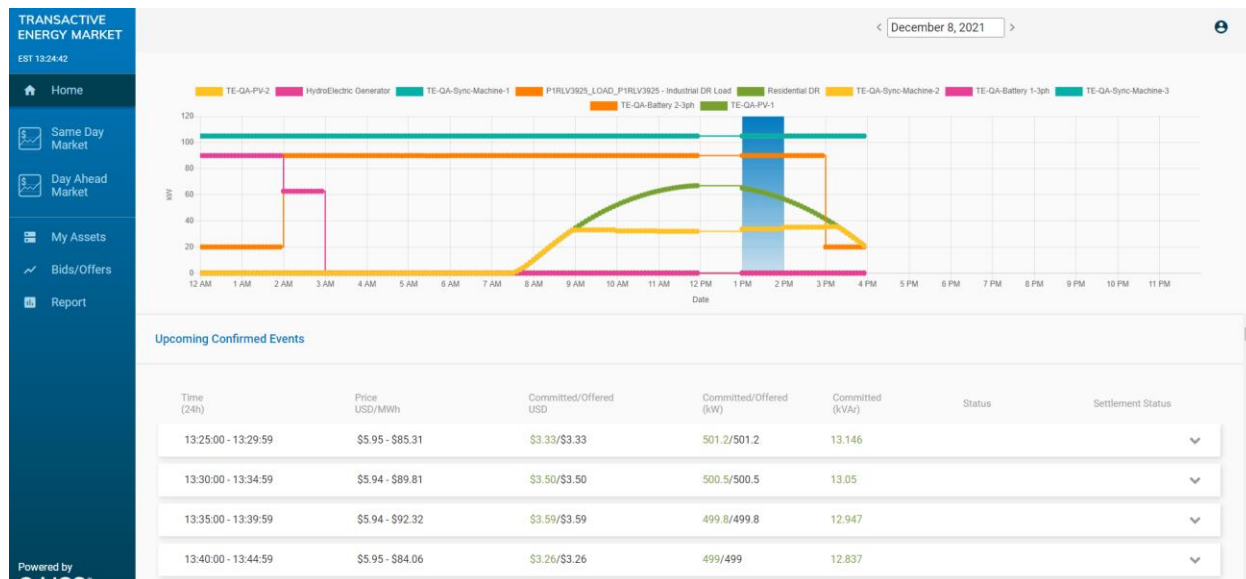 TRANSACTIVE
ENERGY MARKET
EST 13:24:42
Home
Same Day
Market
Day Ahead
Market
My Assets
Bids/Offers
Report
Powered by
< December 8, 2021 >
TE-QA-PV-2 HydroElectric Generator TE-QA-Sync-Machine-1 P1RLV3925_LOAD_P1RLV3925 - Industrial DR Load Residential DR TE-QA-Sync-Machine-2 TE-QA-Battery 1-3ph TE-QA-Sync-Machine-3
TE-QA-Battery 2-3ph TE-QA-PV-1
120
100
80
60
40
20
0
kW
12 AM 1 AM 2 AM 3 AM 4 AM 5 AM 6 AM 7 AM 8 AM 9 AM 10 AM 11 AM 12 PM 1 PM 2 PM 3 PM 4 PM 5 PM 6 PM 7 PM 8 PM 9 PM 10 PM 11 PM
Date
Upcoming Confirmed Events
Time Price Committed/Offered Committed/Offered Committed Status Settlement Status
(24h) USD/MWh USD (kW) (kVAr)
13:25:00 - 13:29:59 $5.95 - $85.31 $3.33/$3.33 501.2/501.2 13.146
13:30:00 - 13:34:59 $5.94 - $89.81 $3.50/$3.50 500.5/500.5 13.05
13:35:00 - 13:39:59 $5.94 - $92.32 $3.59/$3.59 499.8/499.8 12.947
13:40:00 - 13:44:59 $5.95 - $84.06 $3.26/$3.26 499/499 12.837